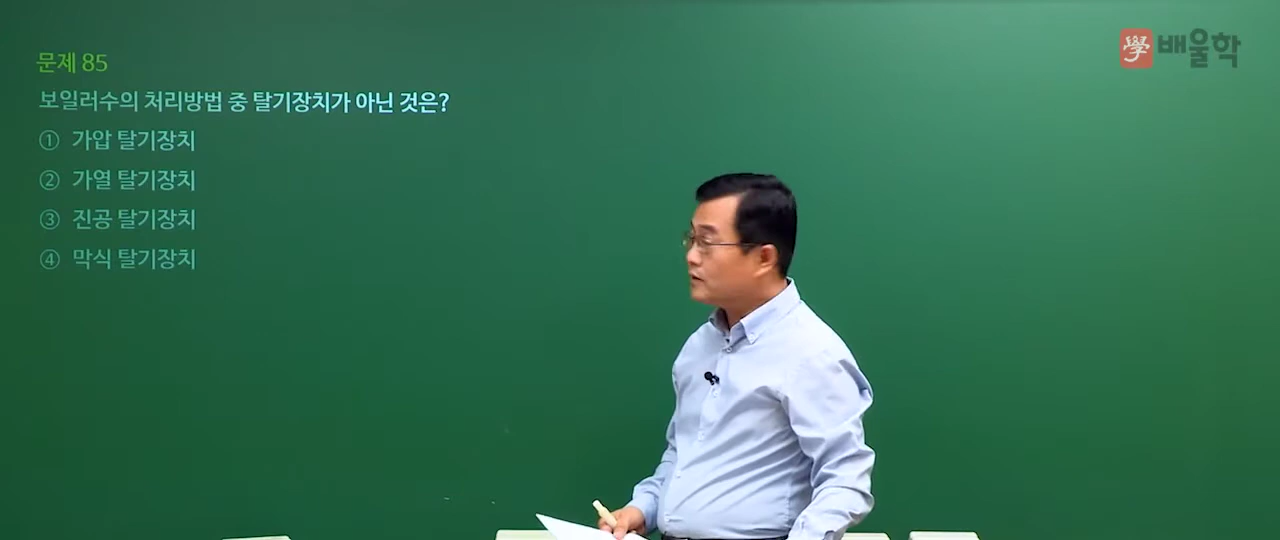 문제 85
보일러수의 처리방법 중 탈기장치가 아닌 것은?
① 가압 탈기장치
② 가열 탈기장치
③ 진공 탈기장치
④ 막식 탈기장치
學 배울학